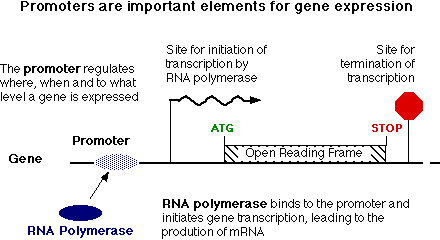 Promoters are important elements for gene expression
Site for initiation of
transcription by
RNA polymerase
Site for
termination of
transcription
The promoter regulates
where, when and to what
level a gene is expressed
ATG
STOP
Promoter
Gene
Open Reading Frame
RNA Polymerase
RNA polymerase binds to the promoter and
initiates gene transcription, leading to the
prodution of mRNA